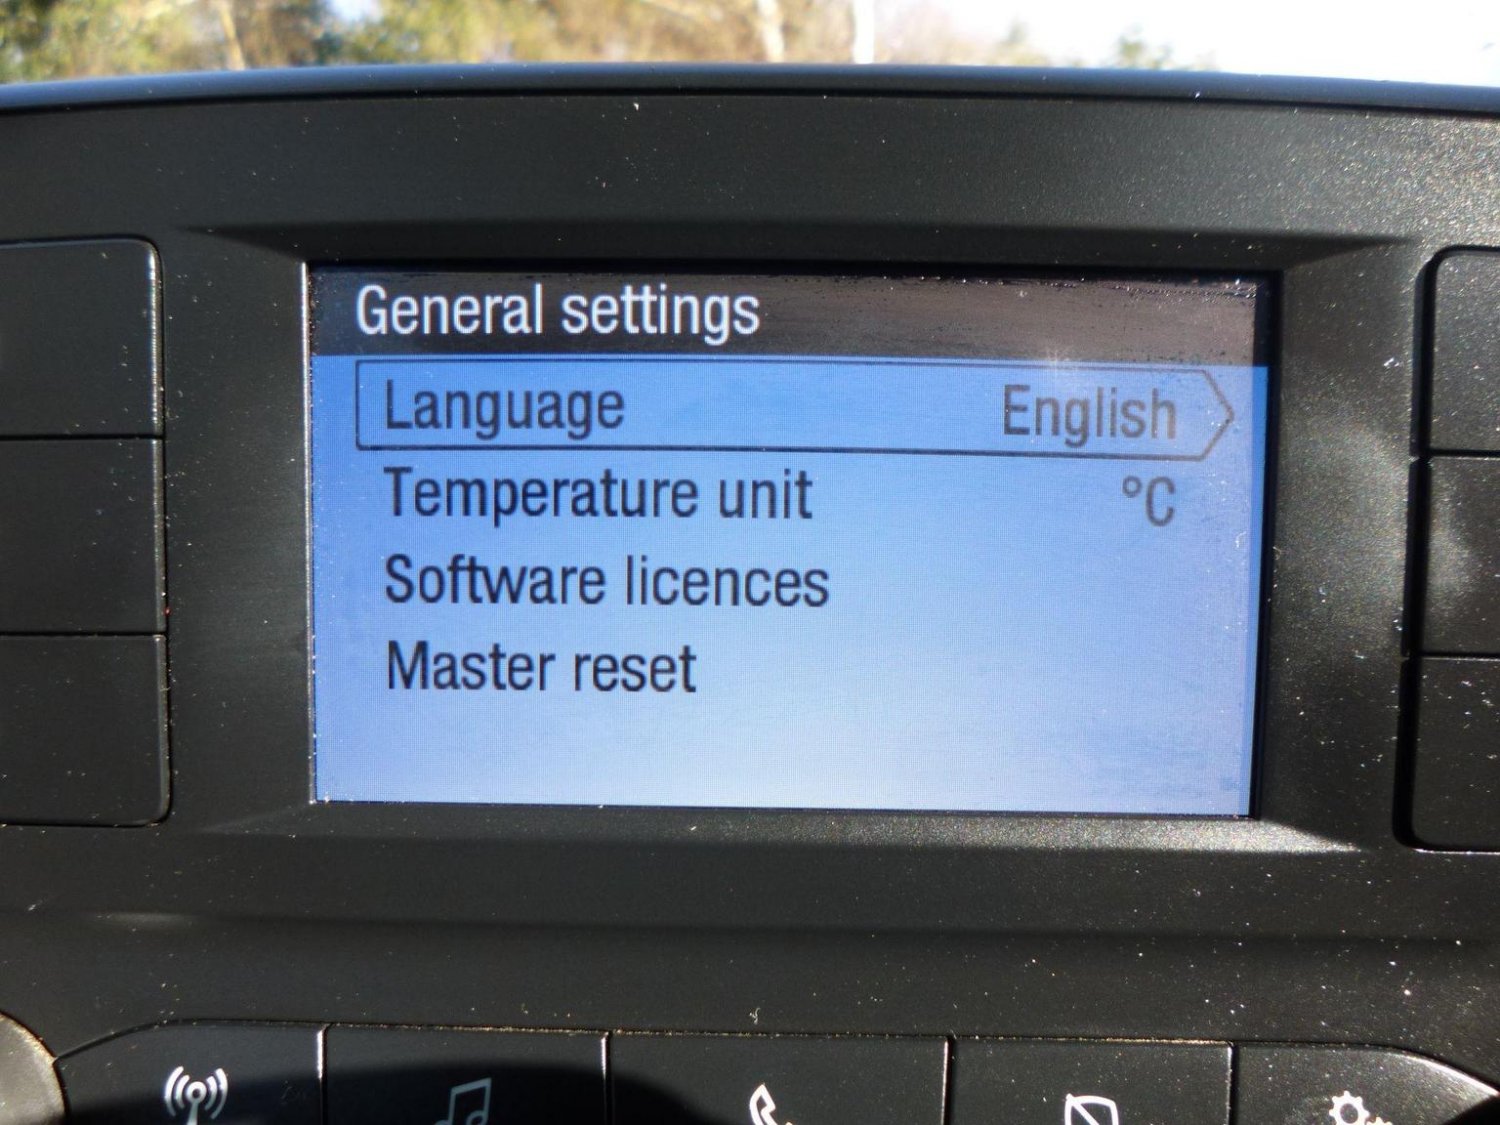 General settings
Language English
Temperature unit °C
Software licences
Master reset